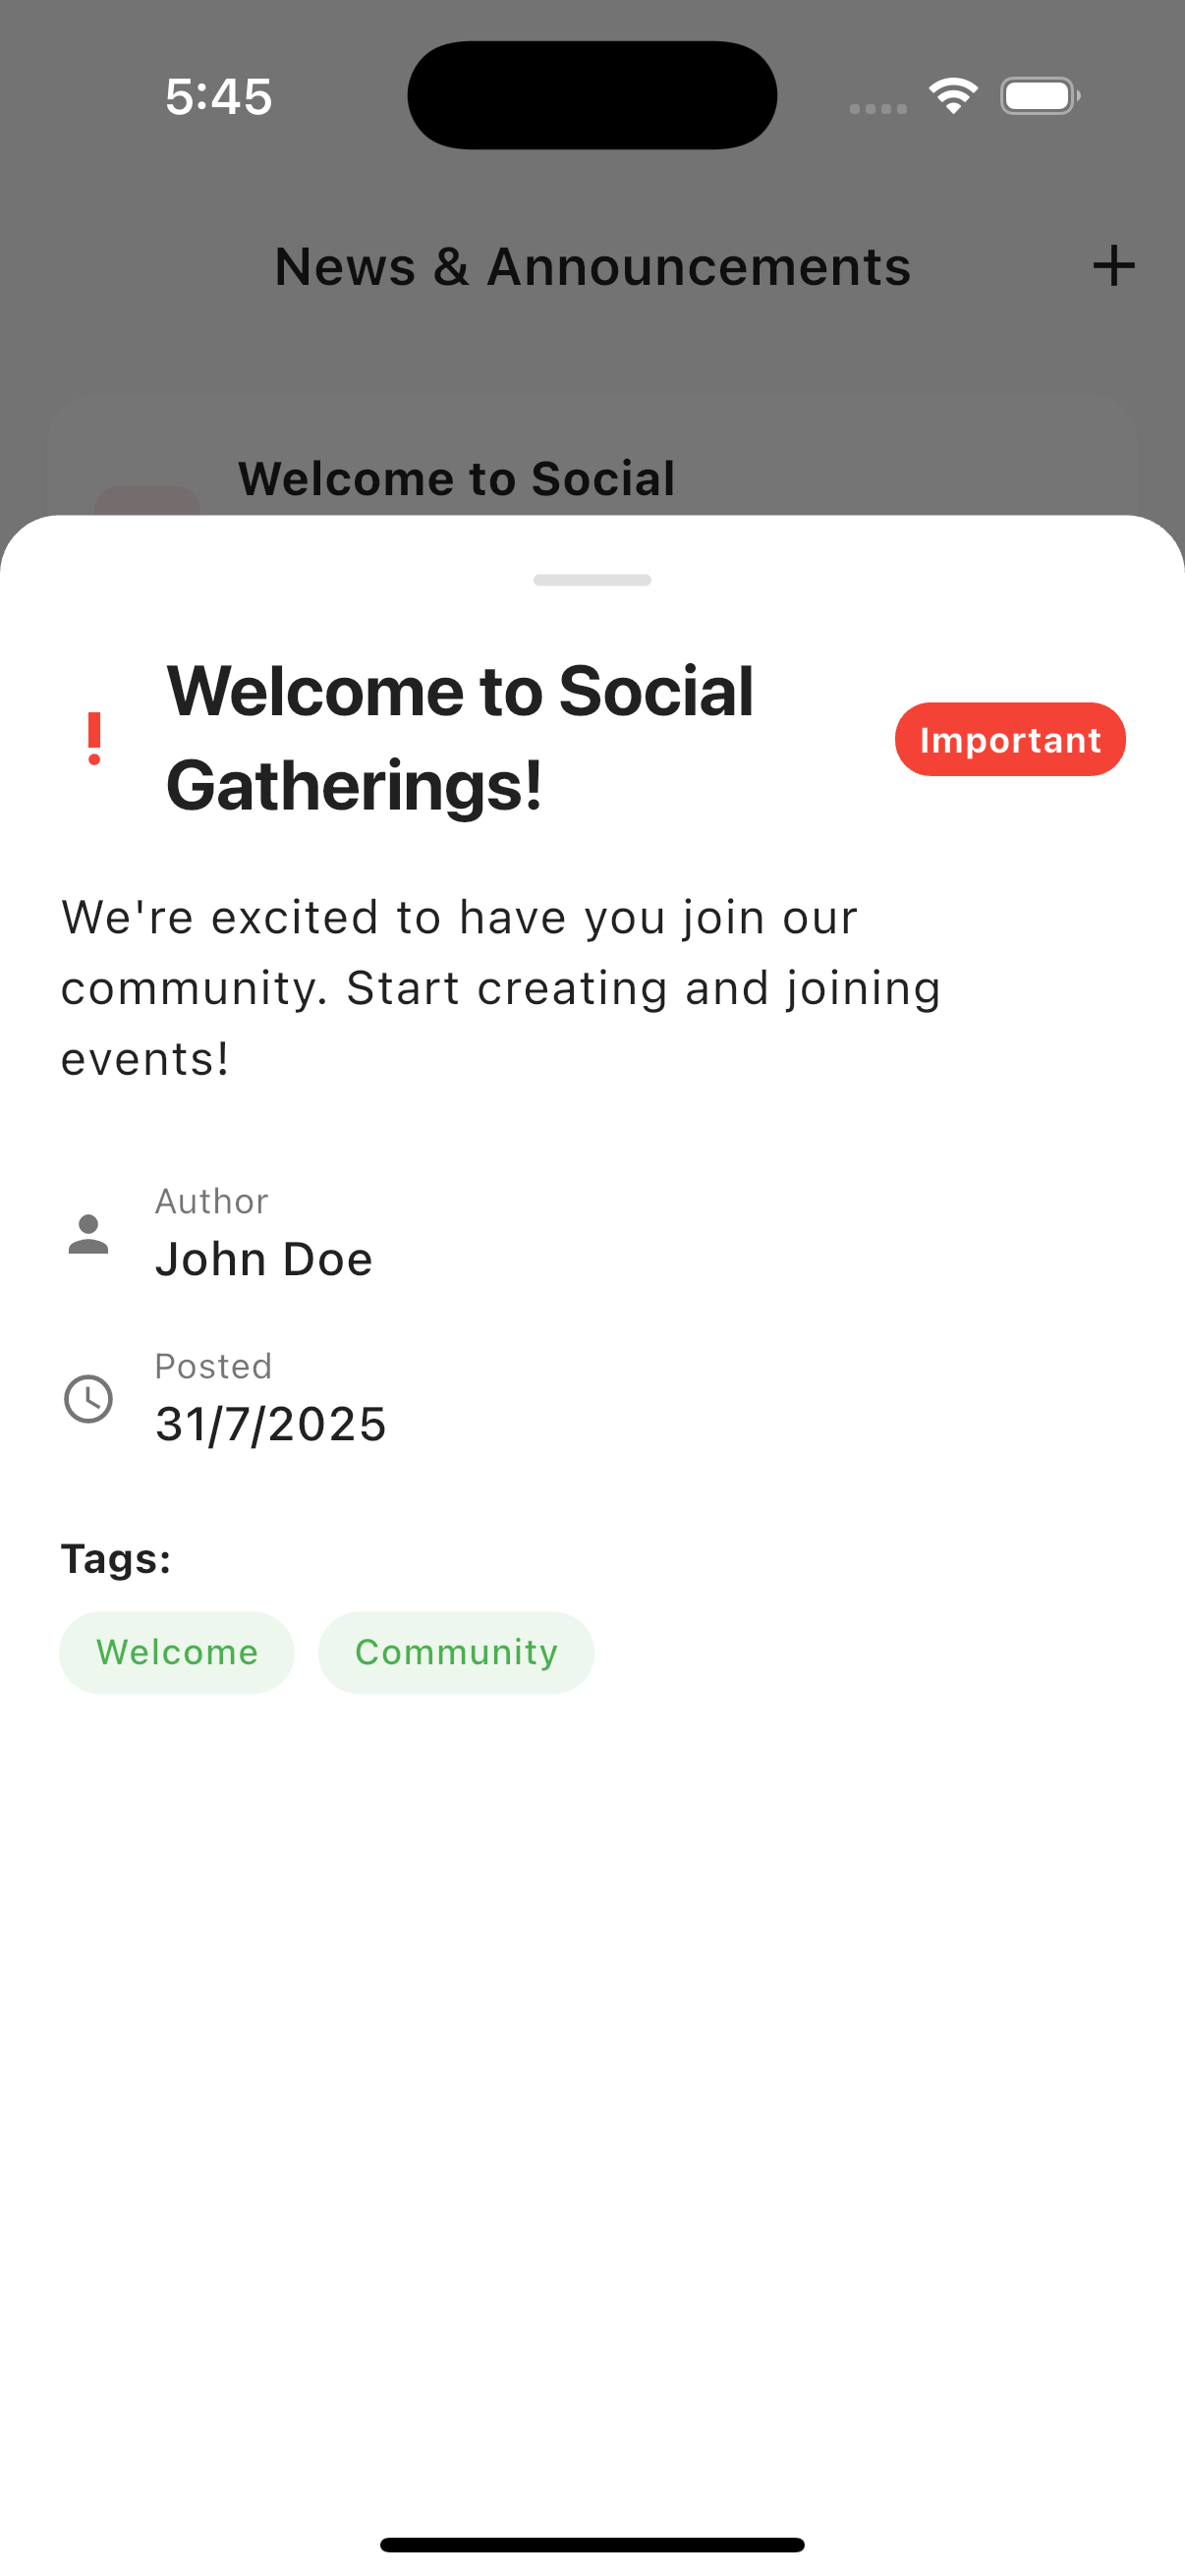 5:45
News & Announcements
Welcome to Social
Welcome to Social
Gatherings!
Important
We're excited to have you join our
community. Start creating and joining
events!
Author
John Doe
Posted
31/7/2025
Tags:
Welcome
Community